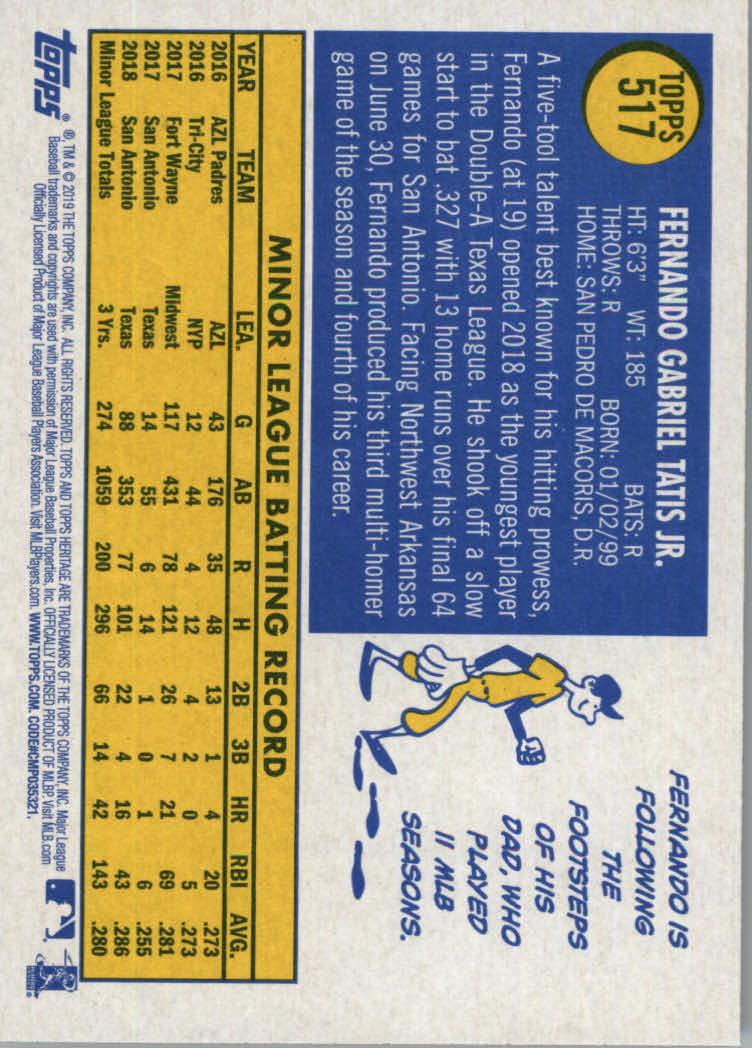 TOPPS
517
FERNANDO GABRIEL TATIS JR.
HT: 6'3" WT: 185 BATS: R
THROWS: R BORN: 01/02/99
HOME: SAN PEDRO DE MACORIS, D.R.
A five-tool talent best known for his hitting prowess,
Fernando (at 19) opened 2018 as the youngest player
in the Double-A Texas League. He shook off a slow
start to bat .327 with 13 home runs over his final 64
games for San Antonio. Facing Northwest Arkansas
on June 30, Fernando produced his third multi-homer
game of the season and fourth of his career.
FERNANDO IS
FOLLOWING
THE
FOOTSTEPS
OF HIS
DAD, WHO
PLAYED
11 MLB
SEASONS.
MINOR LEAGUE BATTING RECORD
YEAR TEAM LEA. G AB R H 2B 3B HR RBI AVG.
2016 AZL Padres AZL 43 176 35 48 13 1 4 20 .273
2016 Tri-City NYP 12 44 4 12 4 2 0 5 .273
2017 Fort Wayne Midwest 117 431 78 121 26 7 21 69 .281
2017 San Antonio Texas 14 55 6 14 1 0 1 6 .255
2018 San Antonio Texas 88 353 77 101 22 4 16 43 .286
Minor League Totals 3 Yrs. 274 1059 200 296 66 14 42 143 .280
topps
®, TM & © 2019 THE TOPPS COMPANY, INC. ALL RIGHTS RESERVED. TOPPS AND TOPPS HERITAGE ARE TRADEMARKS OF THE TOPPS COMPANY, INC. Major League
Baseball trademarks and copyrights are used with permission of Major League Baseball Properties, Inc. OFFICIALLY LICENSED PRODUCT OF MLBP. Visit MLB.com
Officially Licensed Product of Major League Baseball Players Association. Visit MLBPlayers.com. WWW.TOPPS.COM. CODE#CMP035321.